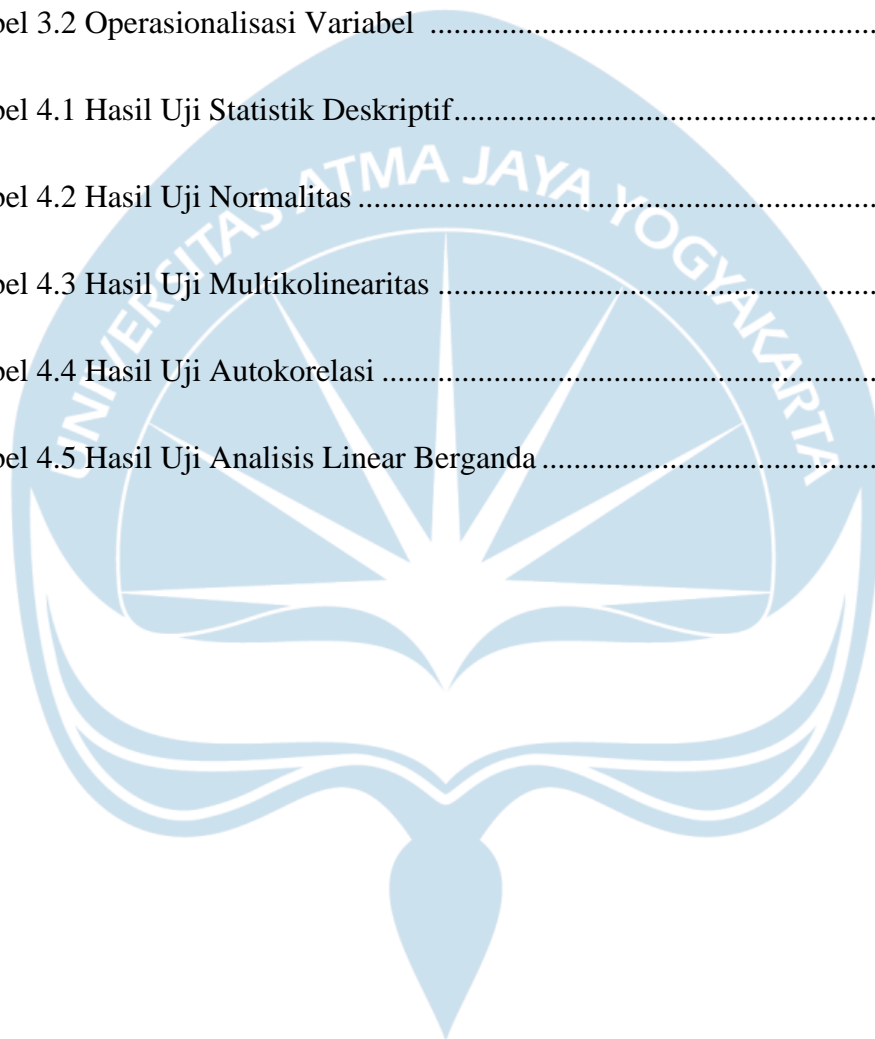 bel 3.2 Operasionalisasi Variabel ..................................................
bel 4.1 Hasil Uji Statistik Deskriptif...............................................
bel 4.2 Hasil Uji Normalitas ..........................................................
bel 4.3 Hasil Uji Multikolinearitas .................................................
bel 4.4 Hasil Uji Autokorelasi .......................................................
bel 4.5 Hasil Uji Analisis Linear Berganda .....................................
UNIVERSITAS ATMA JAYA YOGYAKARTA